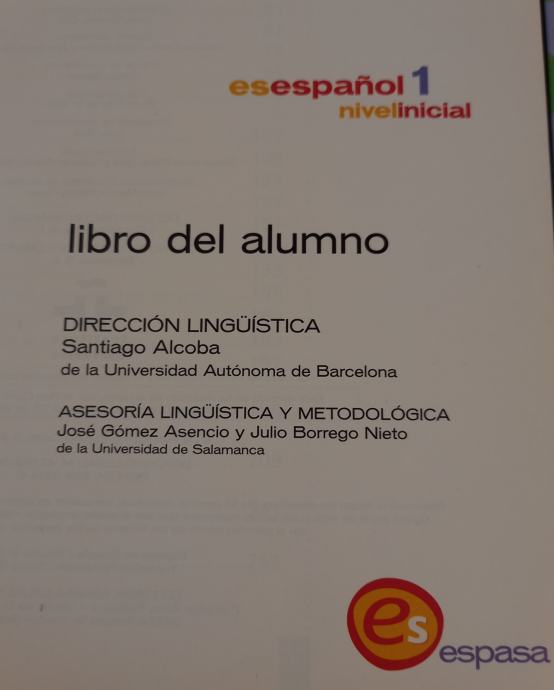 esespañol 1
nivelinicial
libro del alumno
DIRECCIÓN LINGÜÍSTICA
Santiago Alcoba
de la Universidad Autónoma de Barcelona
ASESORÍA LINGÜÍSTICA Y METODOLÓGICA
José Gómez Asencio y Julio Borrego Nieto
de la Universidad de Salamanca
es
espasa